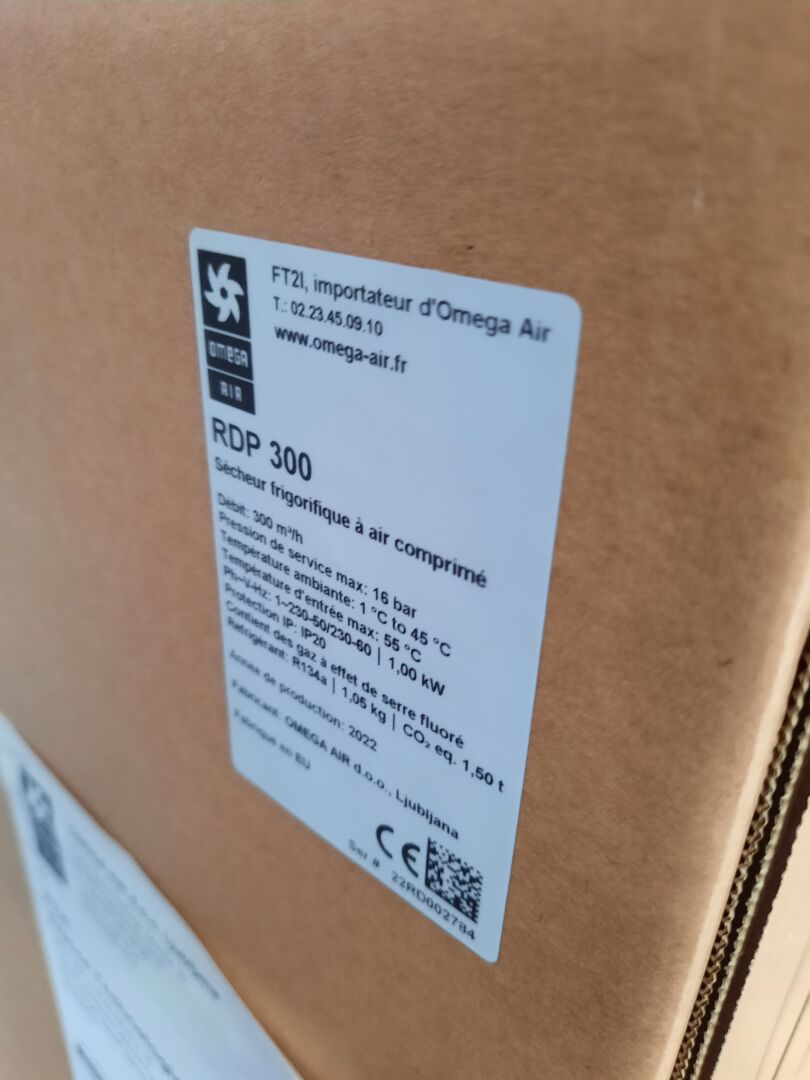 FT2I, importateur d'Omega Air
T.: 02.23.45.09.10
www.omega-air.fr
OMEGA
AIR
RDP 300
Sécheur frigorifique à air comprimé
Débit: 300 m³/h
Pression de service max: 16 bar
Température ambiante: 1 °C to 45 °C
Température d'entrée max: 55 °C
Ph~V-Hz: 1~230-50/230-60 | 1,00 kW
Protection IP: IP20
Contient des gaz à effet de serre fluoré
Réfrigérant: R134a | 1,05 kg | CO₂ eq. 1,50 t
Année de production: 2022
Fabricant: OMEGA AIR d.o.o., Ljubljana
Fabriqué en EU
CE
Ser # 22RD002784